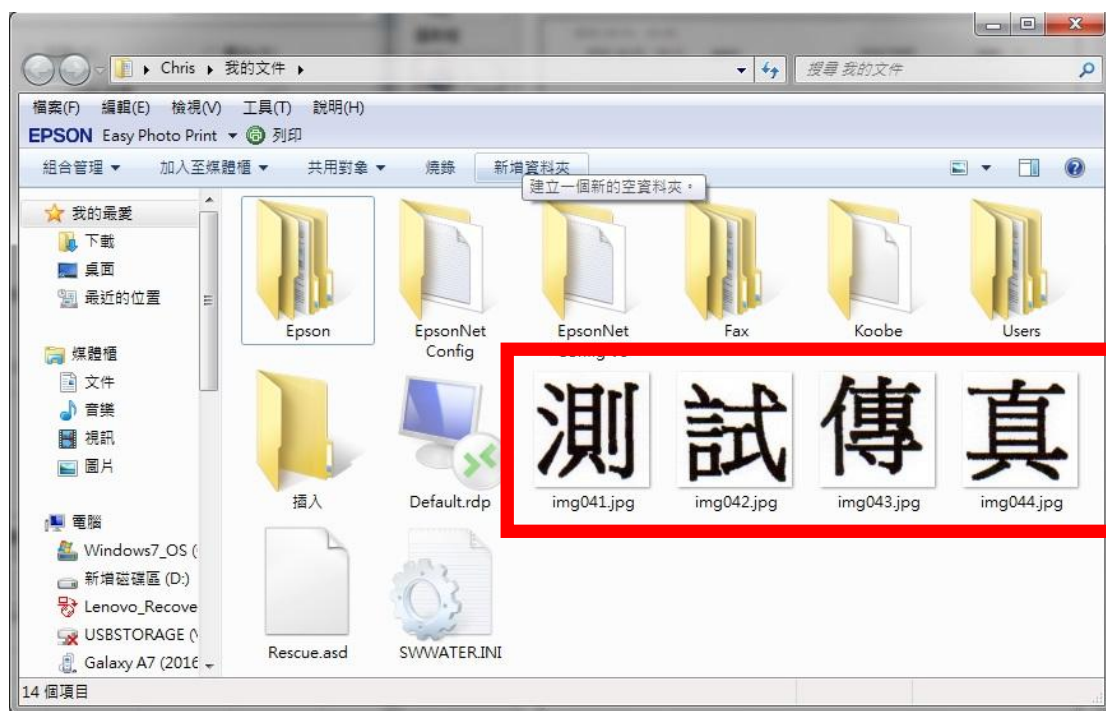 Chris ▸ 我的文件 ▸
搜尋 我的文件
檔案(F) 編輯(E) 檢視(V) 工具(T) 說明(H)
EPSON Easy Photo Print 列印
組合管理 加入至媒體櫃 共用對象 燒錄 新增資料夾
建立一個新的空資料夾。
我的最愛
下載
桌面
最近的位置
媒體櫃
文件
音樂
視訊
圖片
電腦
Windows7_OS (
新增磁碟區 (D:)
Lenovo_Recove
USBSTORAGE (
Galaxy A7 (2016
Epson
EpsonNet Config
EpsonNet
Fax
Koobe
Users
插入
Default.rdp
測
img041.jpg
試
img042.jpg
傳
img043.jpg
真
img044.jpg
Rescue.asd
SWWATER.INI
14 個項目